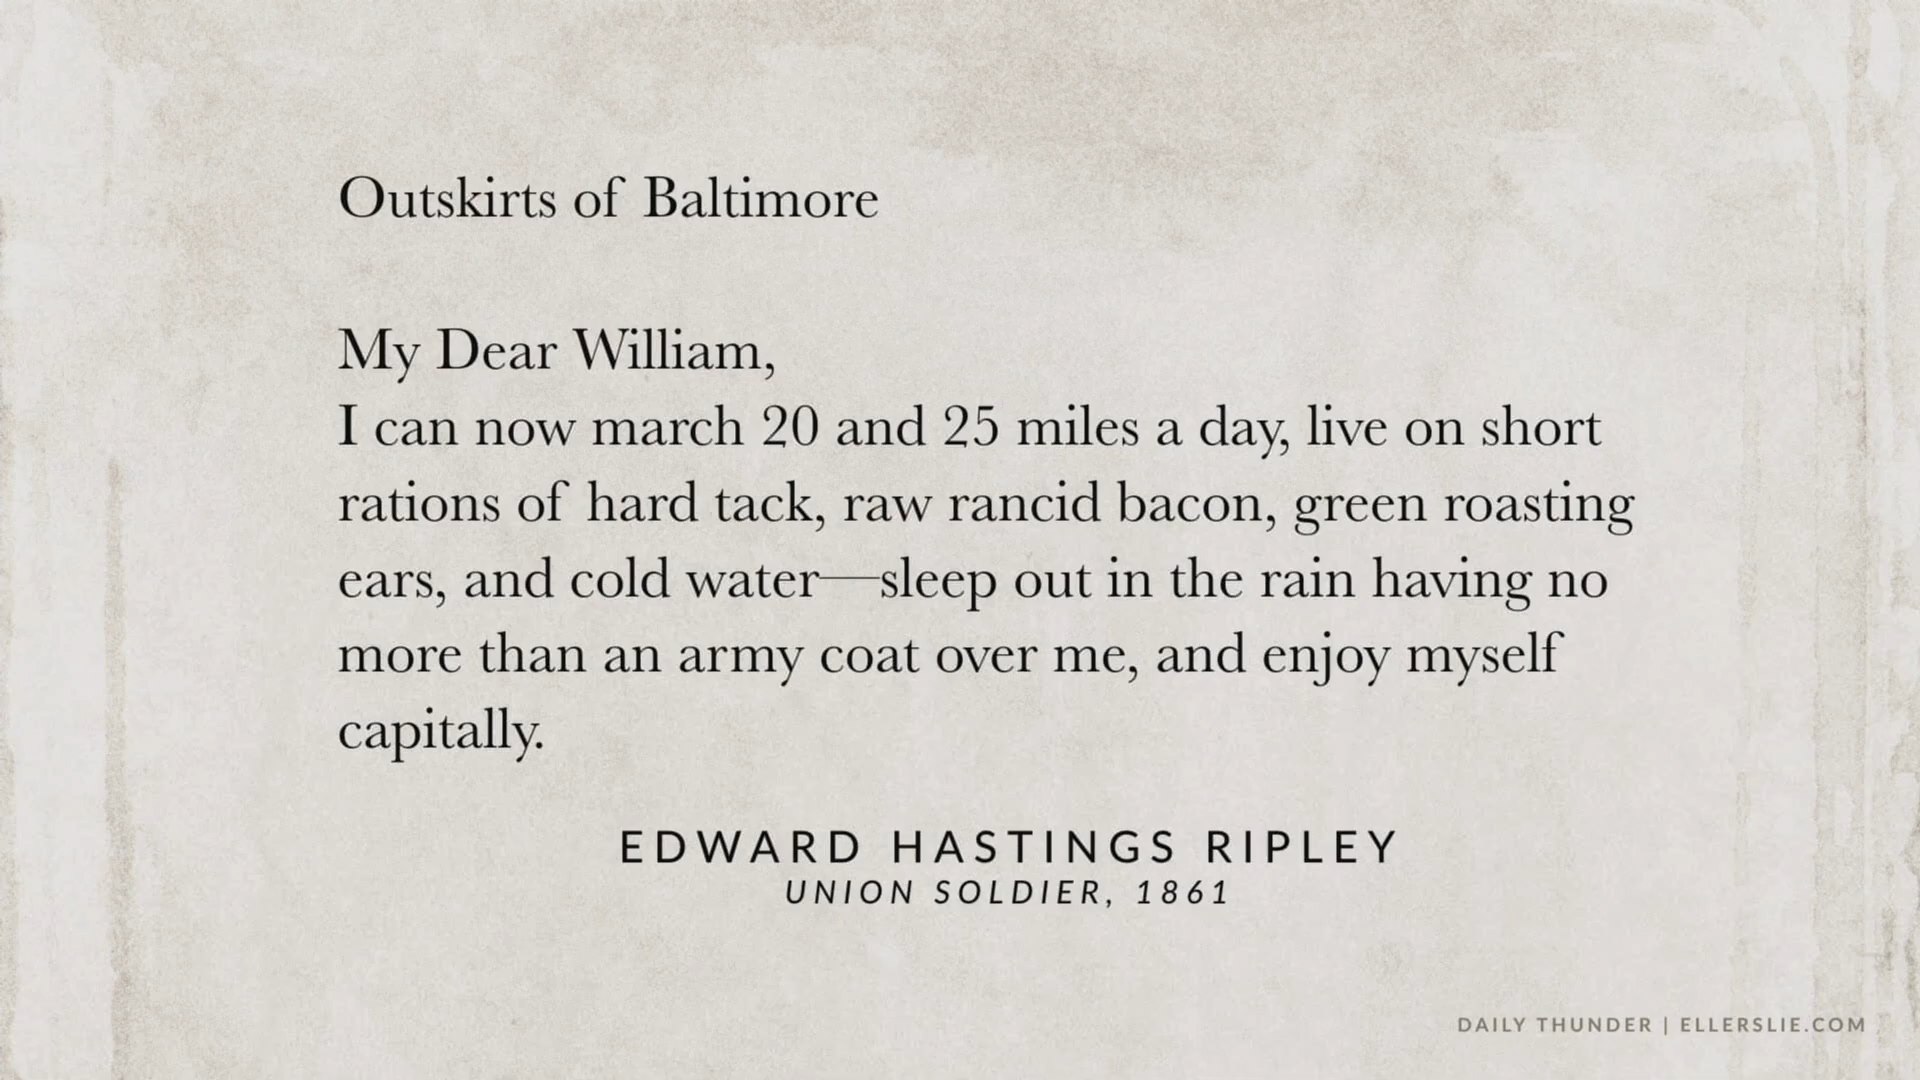 Outskirts of Baltimore
My Dear William,
I can now march 20 and 25 miles a day, live on short
rations of hard tack, raw rancid bacon, green roasting
ears, and cold water—sleep out in the rain having no
more than an army coat over me, and enjoy myself
capitally.
EDWARD HASTINGS RIPLEY
UNION SOLDIER, 1861
DAILY THUNDER | ELLERSLIE.COM